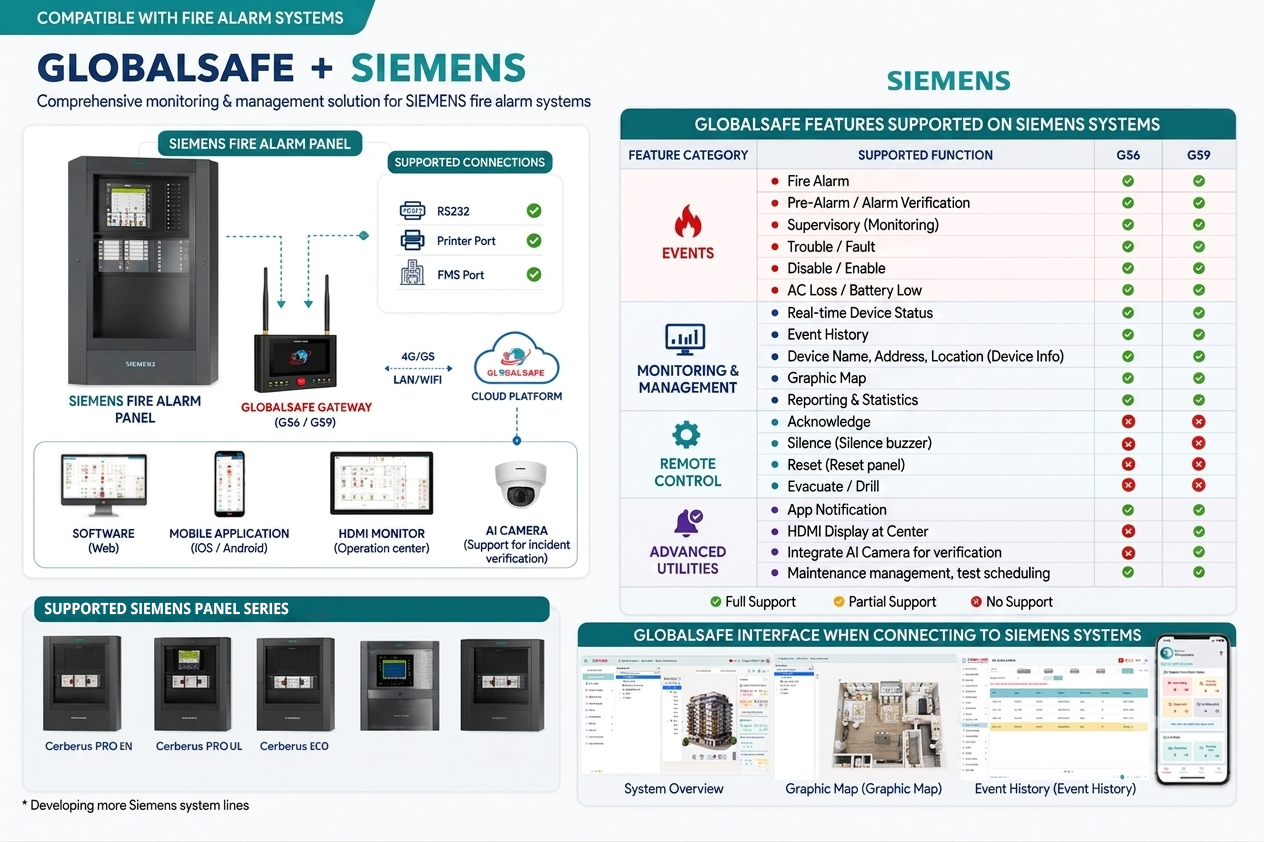 COMPATIBLE WITH FIRE ALARM SYSTEMS
GLOBALSAFE + SIEMENS
Comprehensive monitoring & management solution for SIEMENS fire alarm systems
SIEMENS FIRE ALARM PANEL
SUPPORTED CONNECTIONS
RS232
Printer Port
FMS Port
SIEMENS
SIEMENS FIRE ALARM
PANEL
GLOBALSAFE GATEWAY
(G56 / G59)
4G/GS
LAN/WIFI
GLOBALSAFE
CLOUD PLATFORM
SOFTWARE
(Web)
MOBILE APPLICATION
(IOS / Android)
HDMI MONITOR
(Operation center)
AI CAMERA
(Support for incident
verification)
SUPPORTED SIEMENS PANEL SERIES
Cerberus PRO EN
Cerberus PRO UL
Cerberus ECO
* Developing more Siemens system lines
SIEMENS
GLOBALSAFE FEATURES SUPPORTED ON SIEMENS SYSTEMS
FEATURE CATEGORY
SUPPORTED FUNCTION
G56
G59
EVENTS
Fire Alarm
Pre-Alarm / Alarm Verification
Supervisory (Monitoring)
Trouble / Fault
Disable / Enable
AC Loss / Battery Low
MONITORING &
MANAGEMENT
Real-time Device Status
Event History
Device Name, Address, Location (Device Info)
Graphic Map
Reporting & Statistics
REMOTE
CONTROL
Acknowledge
Silence (Silence buzzer)
Reset (Reset panel)
Evacuate / Drill
ADVANCED
UTILITIES
App Notification
HDMI Display at Center
Integrate AI Camera for verification
Maintenance management, test scheduling
Full Support
Partial Support
No Support
GLOBALSAFE INTERFACE WHEN CONNECTING TO SIEMENS SYSTEMS
System Overview
Graphic Map (Graphic Map)
Event History (Event History)